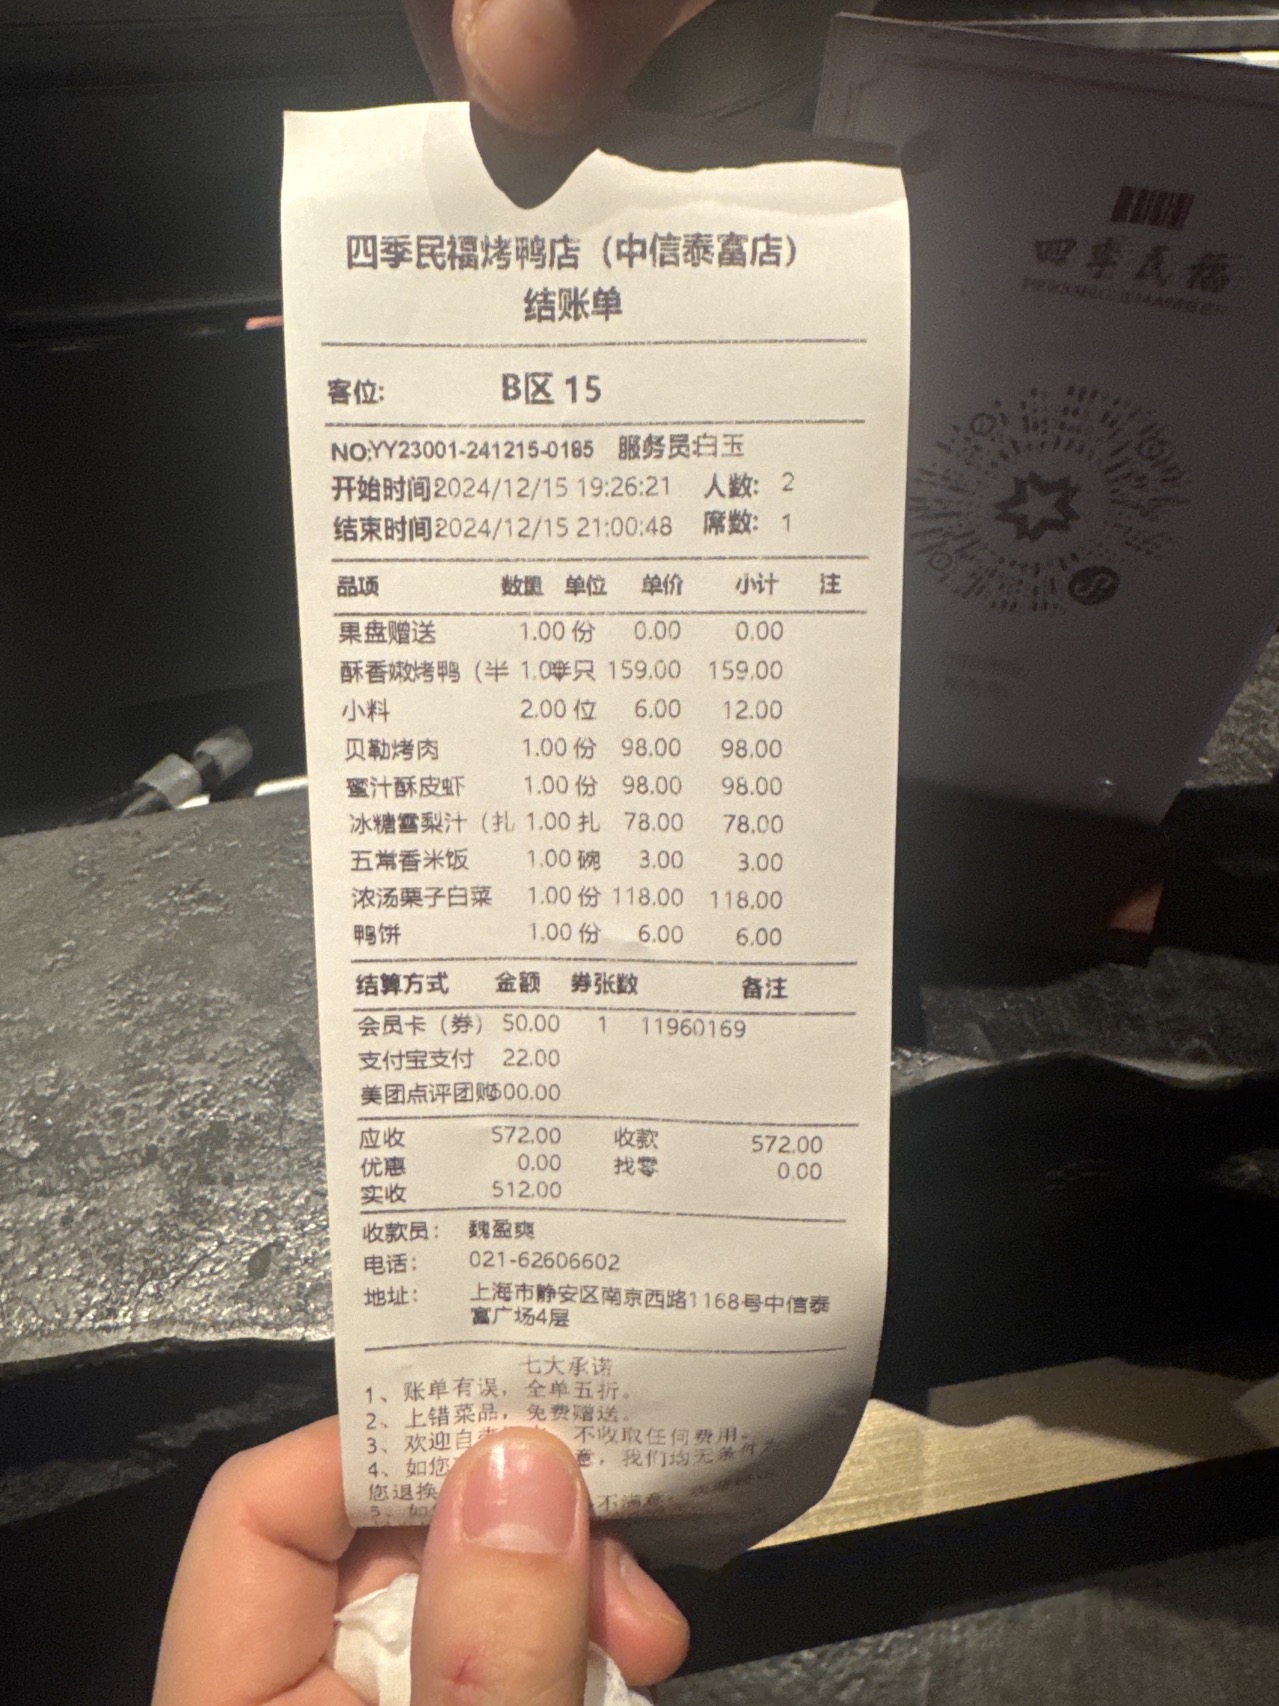 四季民福烤鸭店（中信泰富店）
结账单
客位: B区 15
NO:YY23001-241215-0185 服务员:白玉
开始时间2024/12/15 19:26:21 人数: 2
结束时间2024/12/15 21:00:48 席数: 1
品项 数量 单位 单价 小计 注
果盘赠送 1.00 份 0.00 0.00
酥香嫩烤鸭（半 1.00半只 159.00 159.00
小料 2.00 位 6.00 12.00
贝勒烤肉 1.00 份 98.00 98.00
蜜汁酥皮虾 1.00 份 98.00 98.00
冰糖雪梨汁（扎 1.00 扎 78.00 78.00
五常香米饭 1.00 碗 3.00 3.00
浓汤栗子白菜 1.00 份 118.00 118.00
鸭饼 1.00 份 6.00 6.00
结算方式 金额 券张数 备注
会员卡（券） 50.00 1 11960169
支付宝支付 22.00
美团点评团购500.00
应收 572.00 收款 572.00
优惠 0.00 找零 0.00
实收 512.00
收款员: 魏盈爽
电话: 021-62606602
地址: 上海市静安区南京西路1168号中信泰
富广场4层
七大承诺
1、账单有误，全单五折。
2、上错菜品，免费赠送。
3、欢迎自 不收取任何费用。
4、如您 意，我们均无条件为
您退换
5、如 不满意，
四季民福